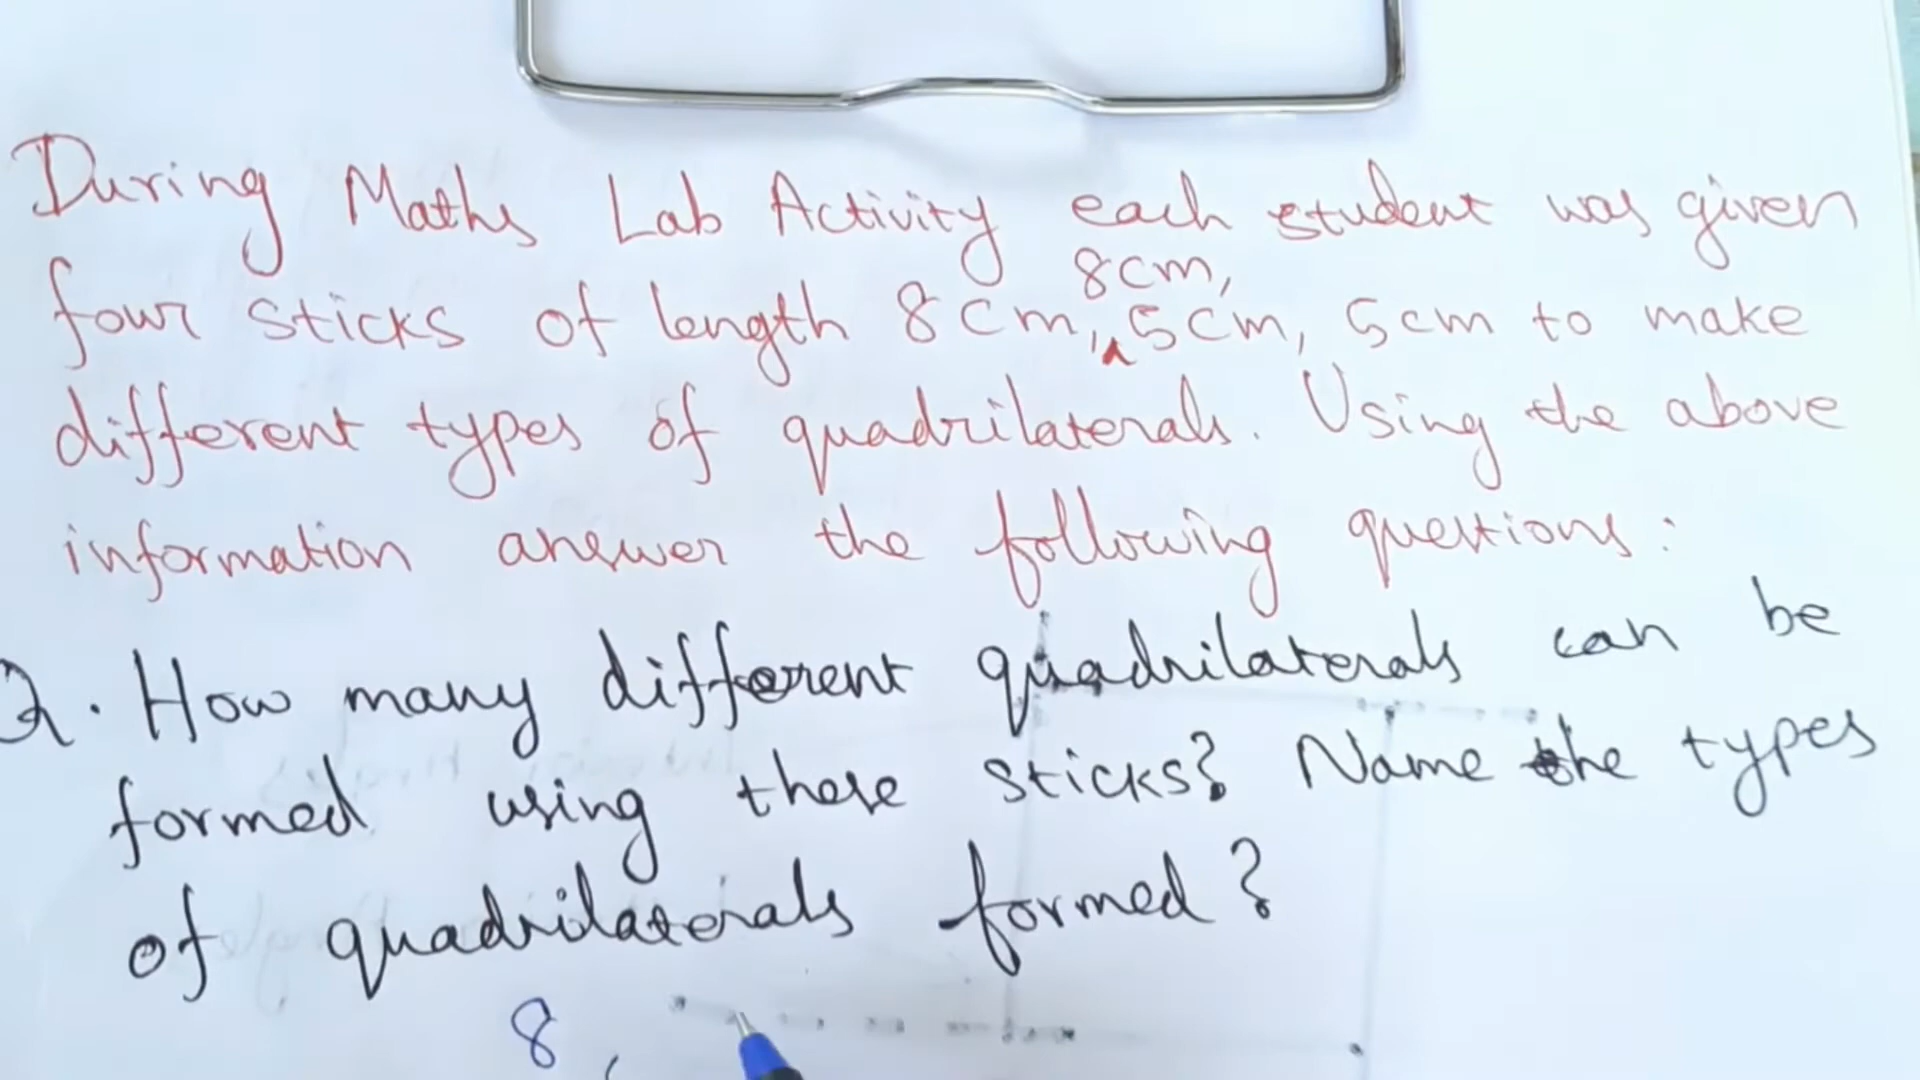 During Maths Lab Activity each student was given
8cm,
four sticks of length 8cm, 5cm, 5cm to make
different types of quadrilaterals. Using the above
information answer the following questions:
Q. How many different quadrilaterals can be
formed using these sticks? Name the types
of quadrilaterals formed?
8